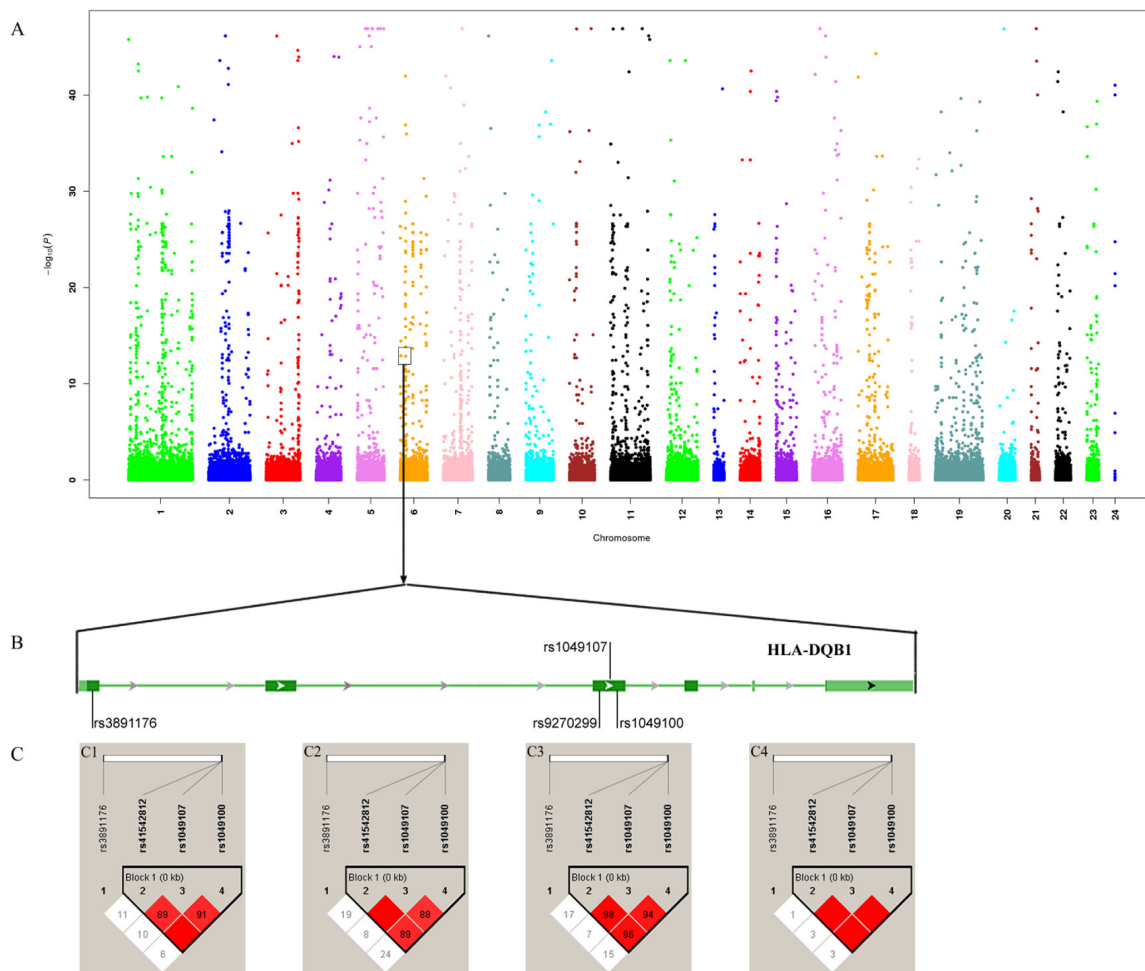 A
−log10(P)
40
30
20
10
0
1 2 3 4 5 6 7 8 9 10 11 12 13 14 15 16 17 18 19 20 21 22 23 24
Chromosome
B
rs1049107
HLA-DQB1
rs3891176
rs9270299
rs1049100
C
C1
rs3891176
rs41542812
rs1049107
rs1049100
Block 1 (0 kb)
1 2 3 4
11 89 91
10
6
C2
rs3891176
rs41542812
rs1049107
rs1049100
Block 1 (0 kb)
1 2 3 4
19 88
8 89
24
C3
rs3891176
rs41542812
rs1049107
rs1049100
Block 1 (0 kb)
1 2 3 4
17 98 94
7 96
15
C4
rs3891176
rs41542812
rs1049107
rs1049100
Block 1 (0 kb)
1 2 3 4
1
3
3